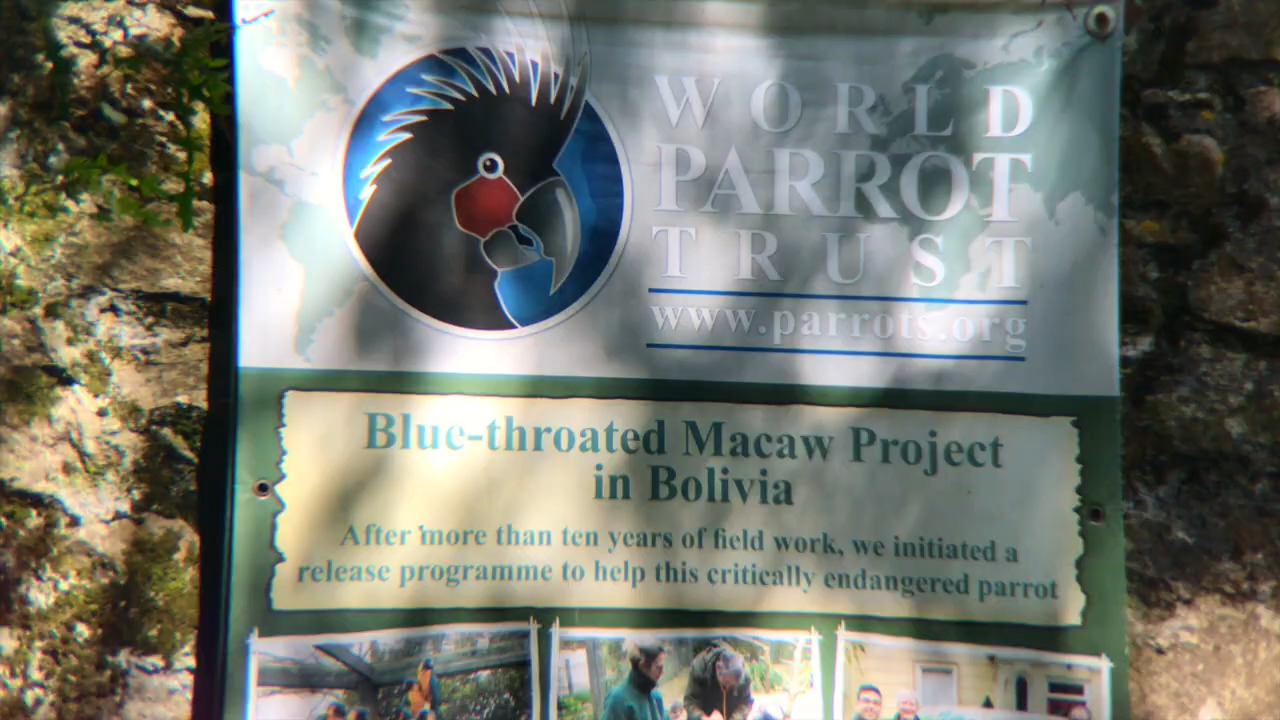 WORLD
PARROT
TRUST
www.parrots.org
Blue-throated Macaw Project
in Bolivia
After more than ten years of field work, we initiated a
release programme to help this critically endangered parrot